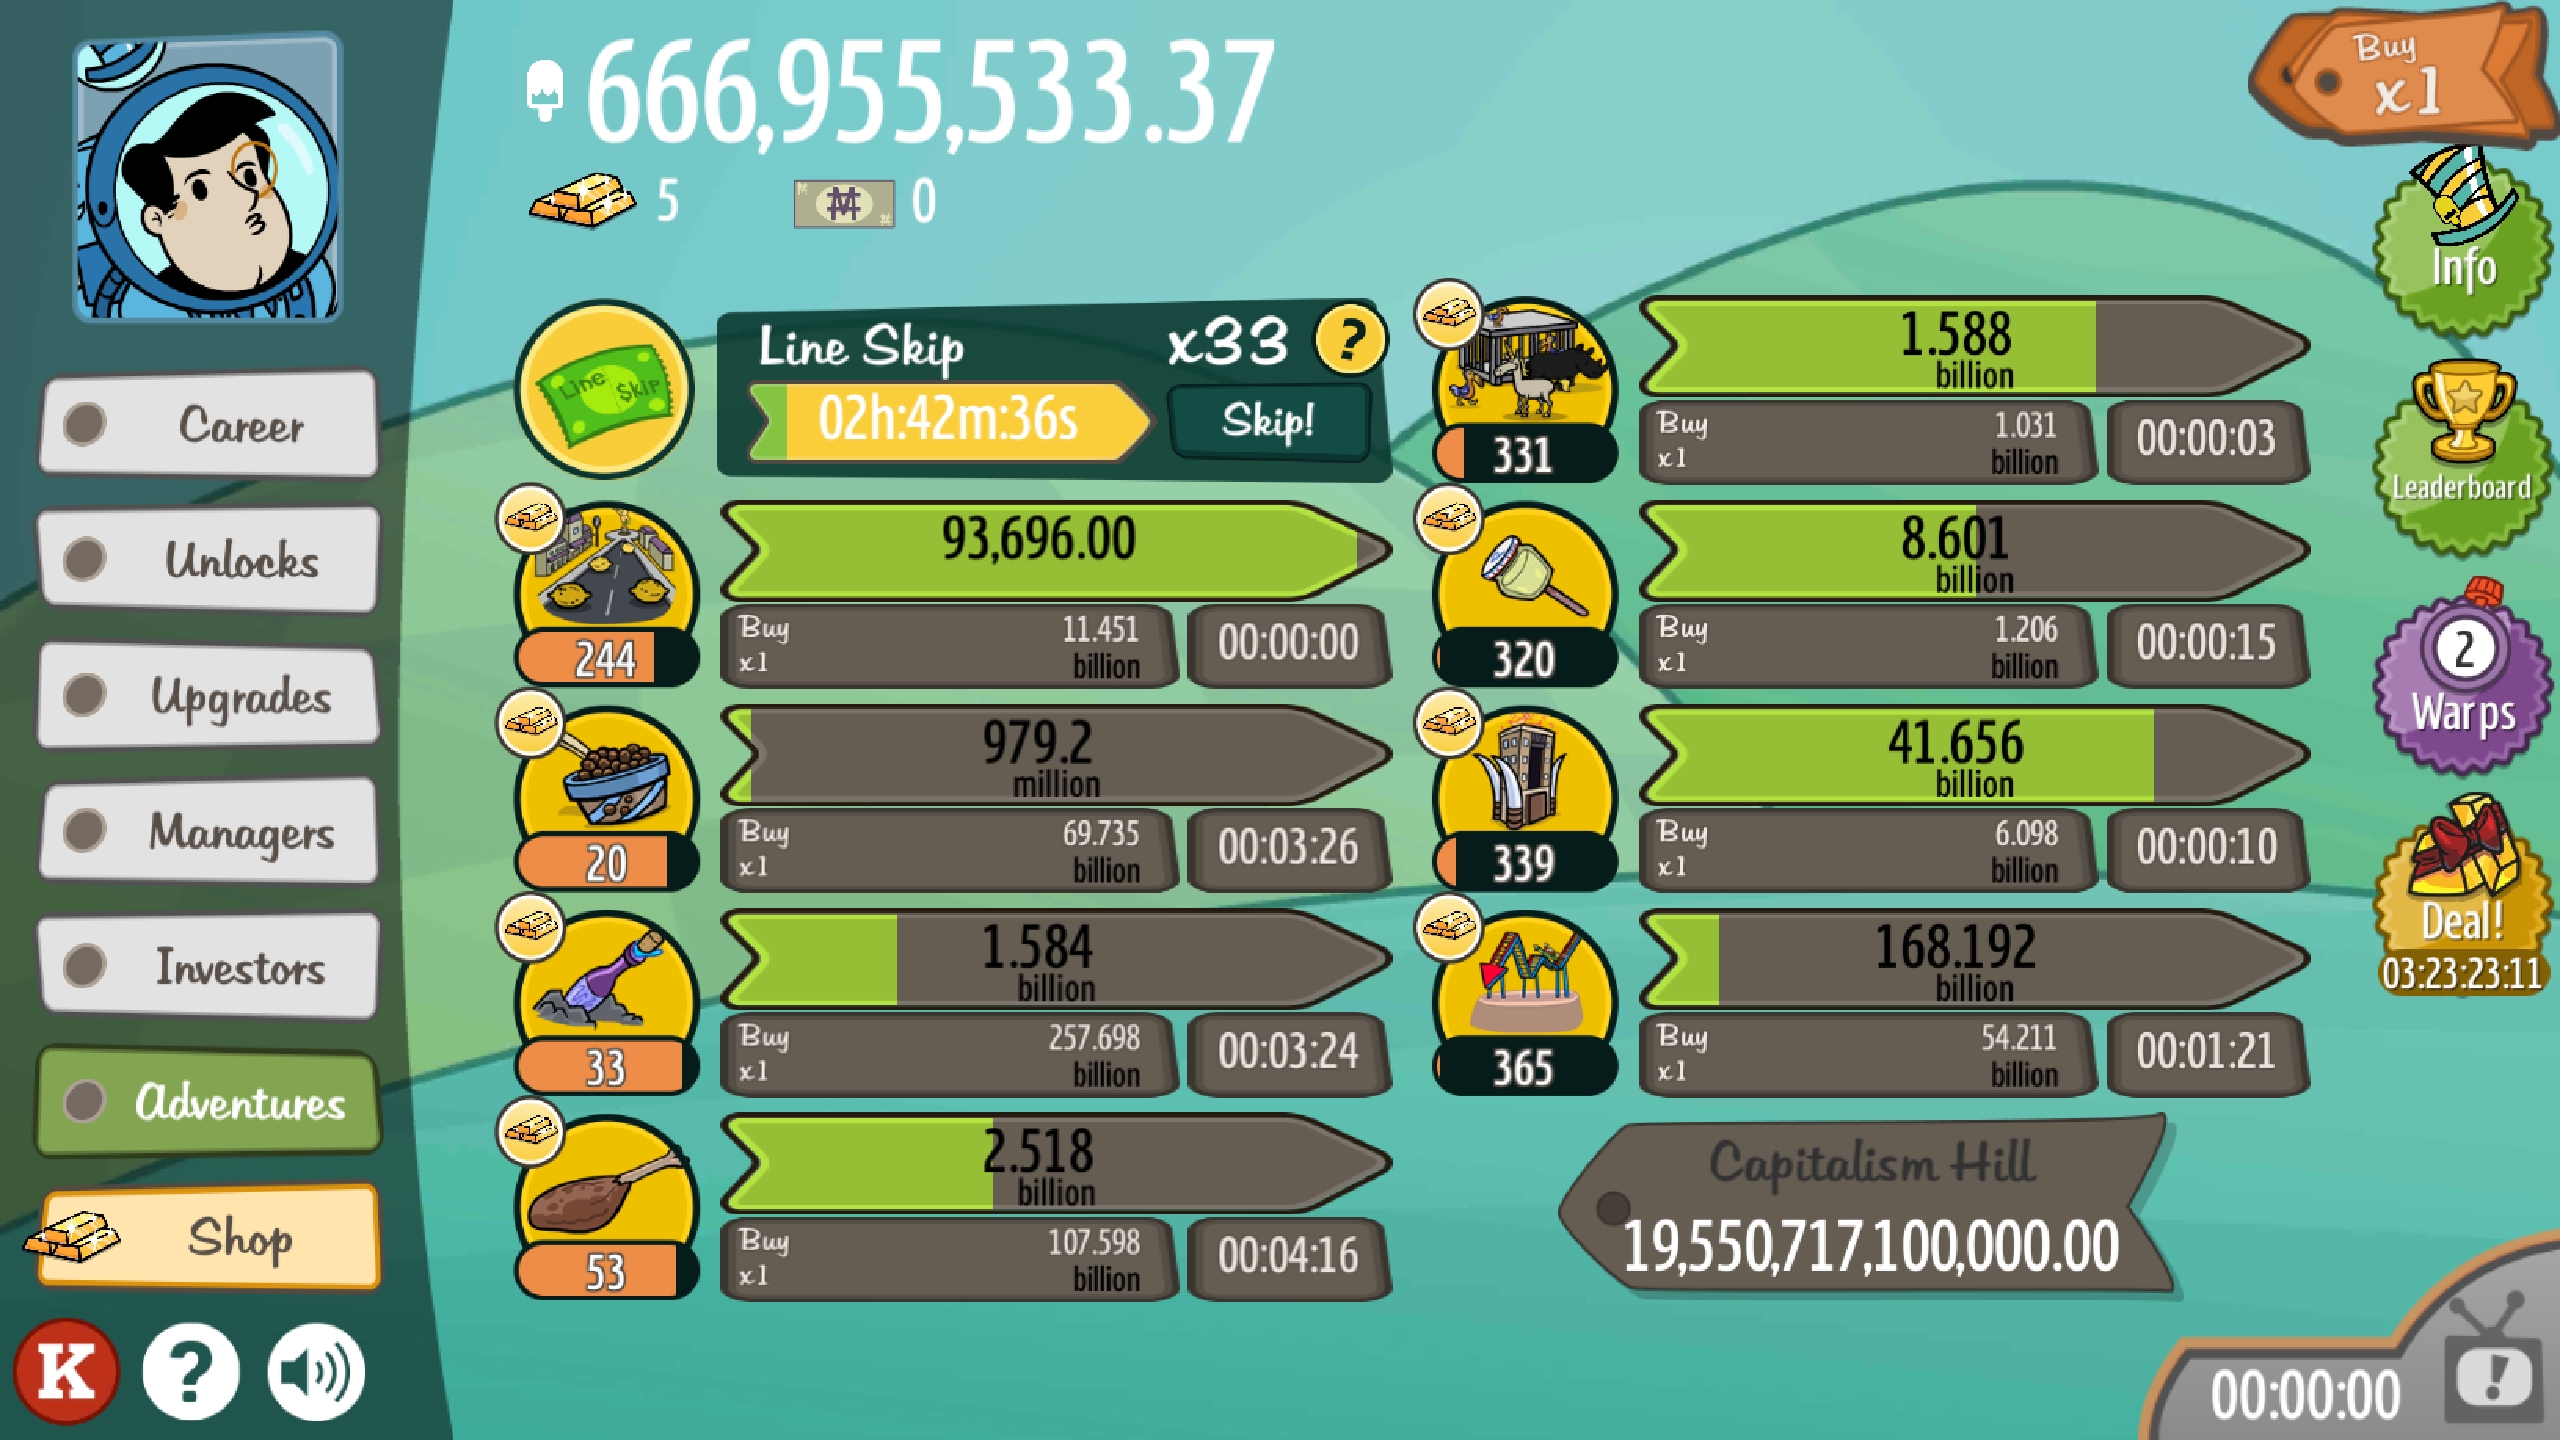 666,955,533.37
5
0
Buy
x1
Career
Unlocks
Upgrades
Managers
Investors
Adventures
Shop
K
?
Line Skip
Line Skip
x33
?
02h:42m:36s
Skip!
93,696.00
244
Buy
x1
11.451
billion
00:00:00
979.2
million
20
Buy
x1
69.735
billion
00:03:26
1.584
billion
33
Buy
x1
257.698
billion
00:03:24
2.518
billion
53
Buy
x1
107.598
billion
00:04:16
1.588
billion
331
Buy
x1
1.031
billion
00:00:03
8.601
billion
320
Buy
x1
1.206
billion
00:00:15
41.656
billion
339
Buy
x1
6.098
billion
00:00:10
168.192
billion
365
Buy
x1
54.211
billion
00:01:21
Capitalism Hill
19,550,717,100,000.00
Info
Leaderboard
2
Warps
Deal!
03:23:23:11
00:00:00
!